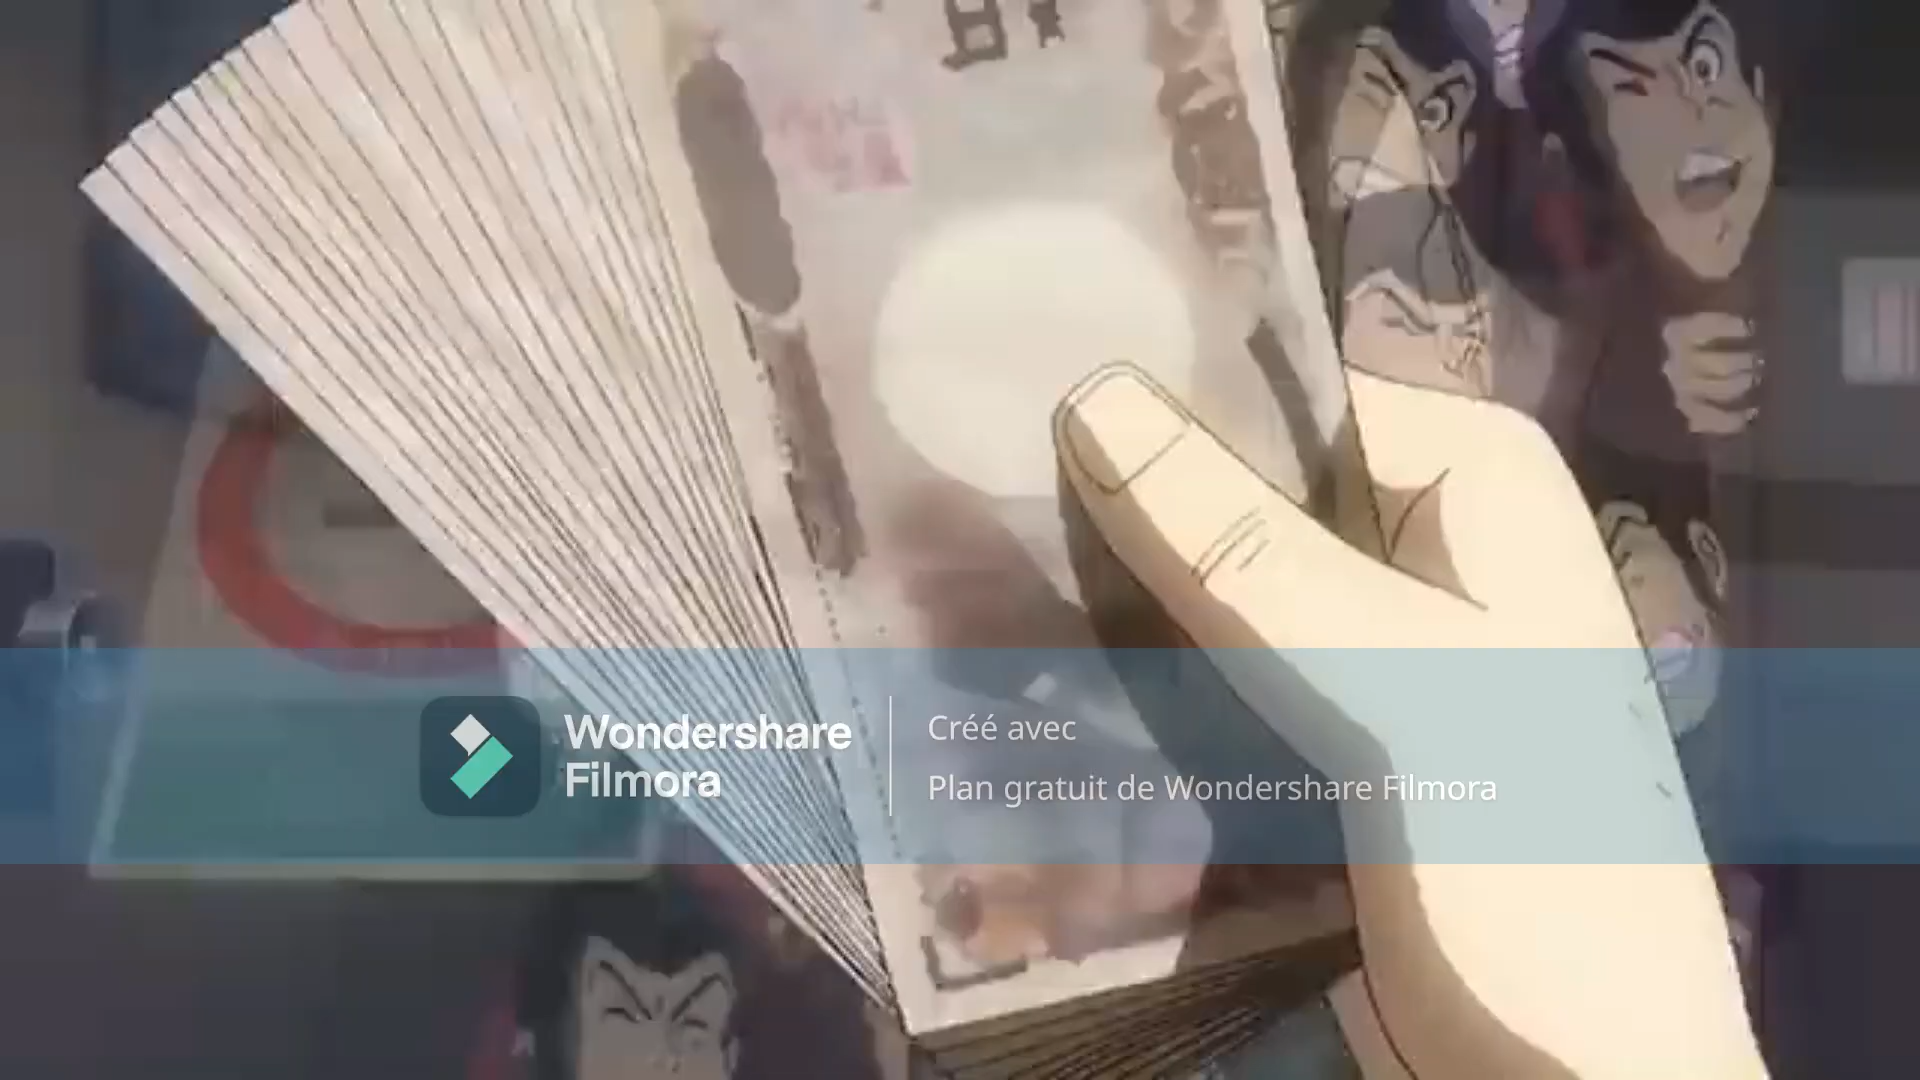 Wondershare
Filmora
Créé avec
Plan gratuit de Wondershare Filmora